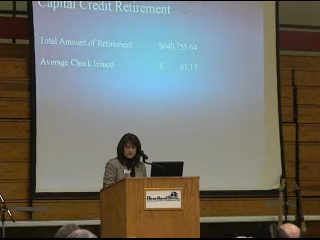 Capital Credit Retirement
Total Amount of Retirement $640,755.64
Average Check Issued $ 61.15